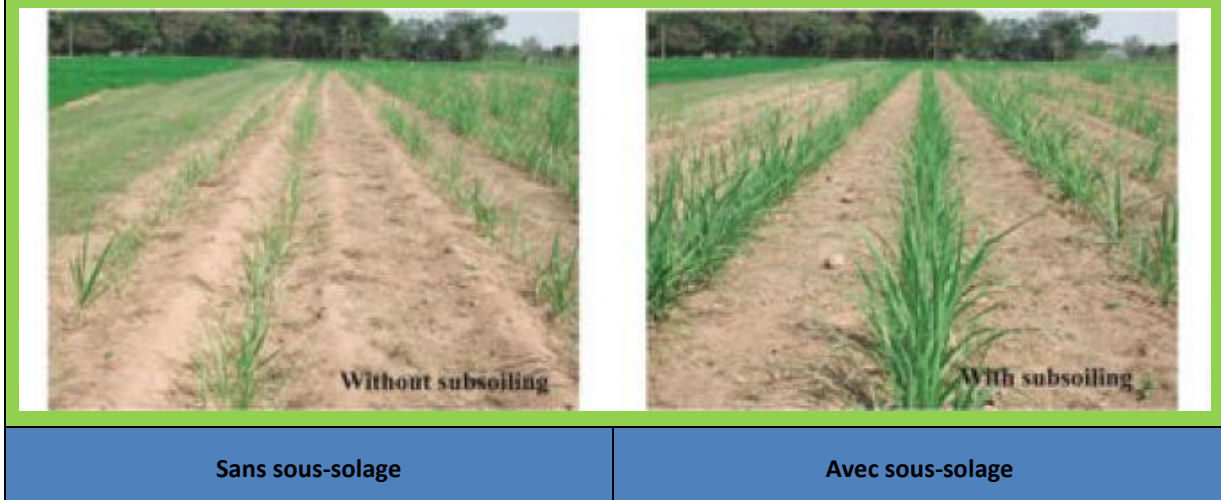 Without subsoiling
With subsoiling
Sans sous-solage
Avec sous-solage